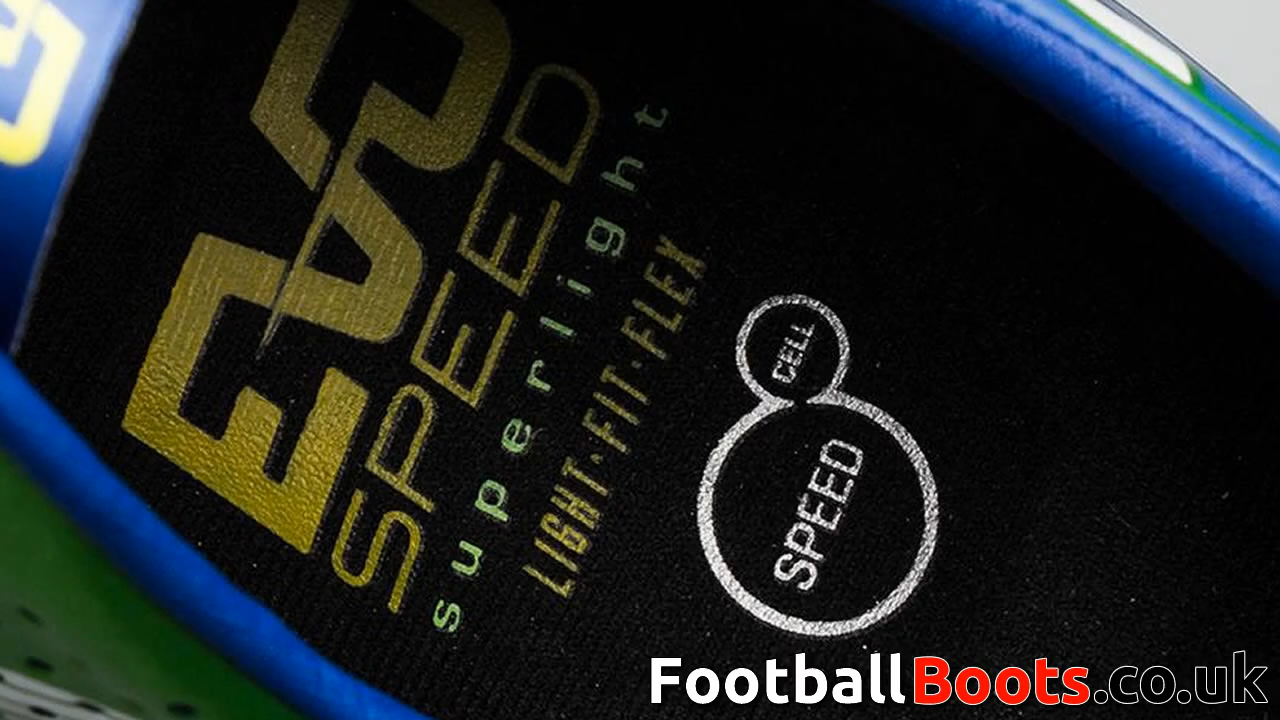 EVO
SPEED
superlight
LIGHT·FIT·FLEX
CELL
SPEED
FootballBoots.co.uk